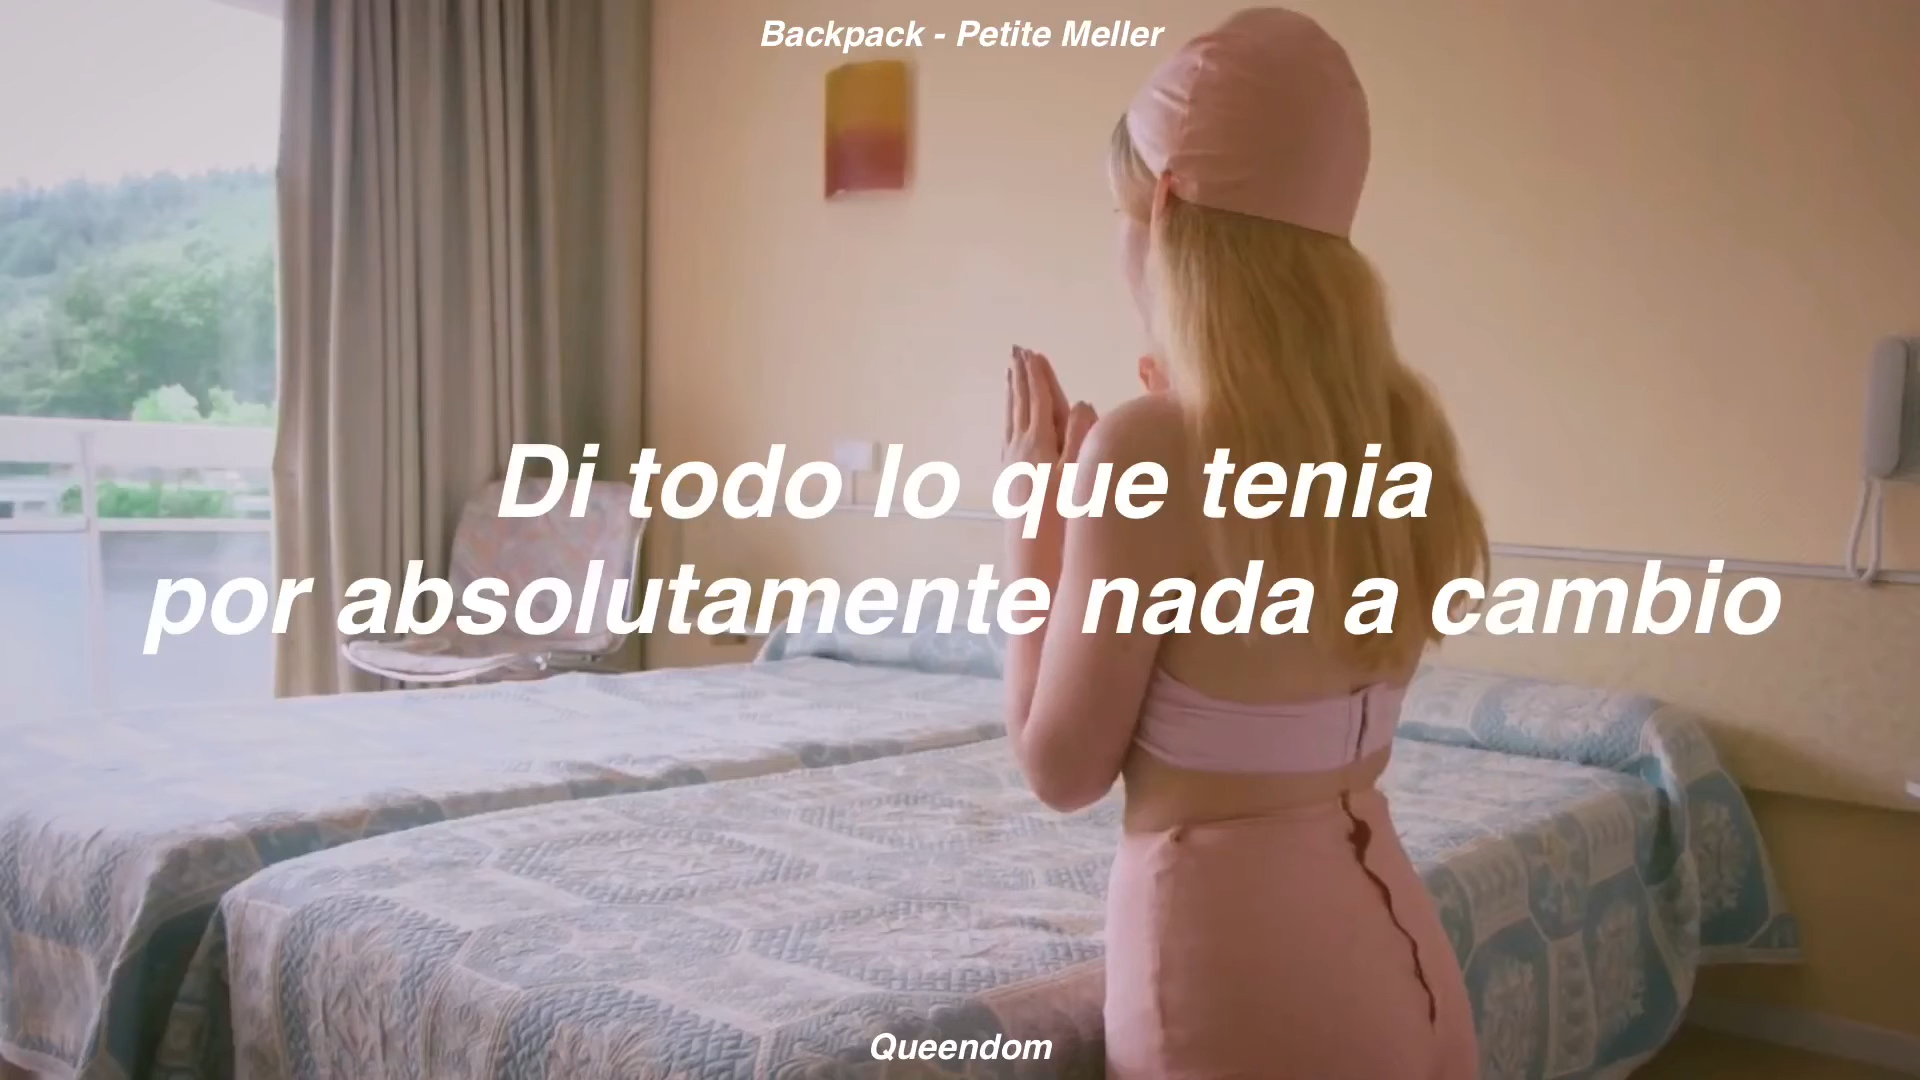 Backpack - Petite Meller
Di todo lo que tenia
por absolutamente nada a cambio
Queendom